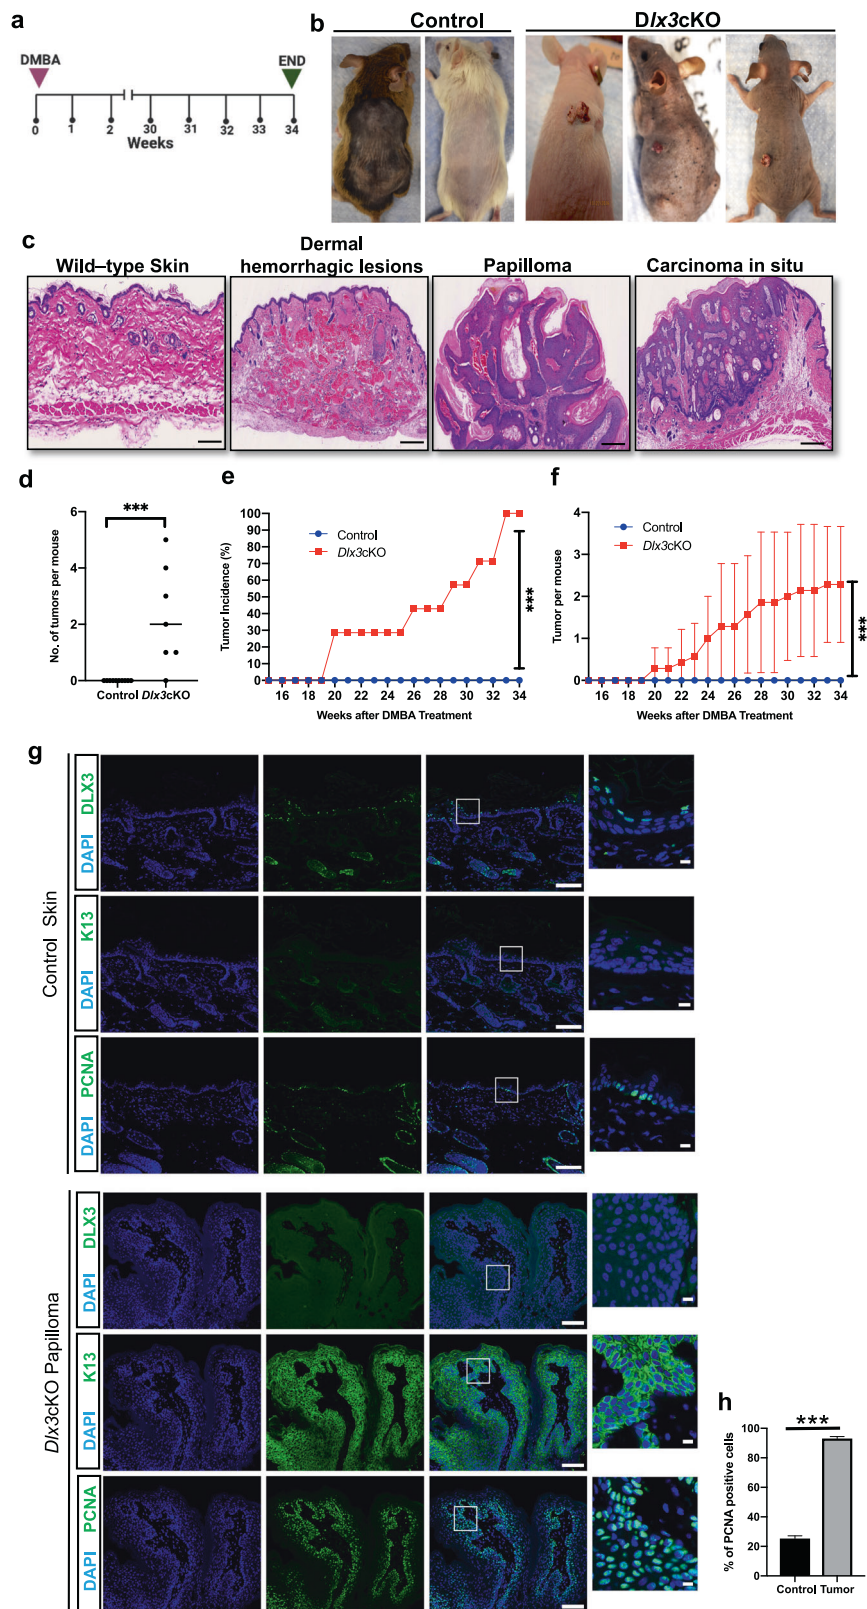 a
DMBA
END
0 1 2 30 31 32 33 34
Weeks
b
Control
Dlx3cKO
c
Wild–type Skin
Dermal
hemorrhagic lesions
Papilloma
Carcinoma in situ
d
***
No. of tumors per mouse
6
4
2
0
Control Dlx3cKO
e
Tumor Incidence (%)
100
90
80
70
60
50
40
30
20
10
0
Control
Dlx3cKO
***
16 18 20 22 24 26 28 30 32 34
Weeks after DMBA Treatment
f
Tumor per mouse
4
3
2
1
0
Control
Dlx3cKO
***
16 18 20 22 24 26 28 30 32 34
Weeks after DMBA Treatment
g
Control Skin
DAPI DLX3
DAPI K13
DAPI PCNA
Dlx3cKO Papilloma
DAPI DLX3
DAPI K13
DAPI PCNA
h
***
% of PCNA positive cells
100
80
60
40
20
0
Control Tumor